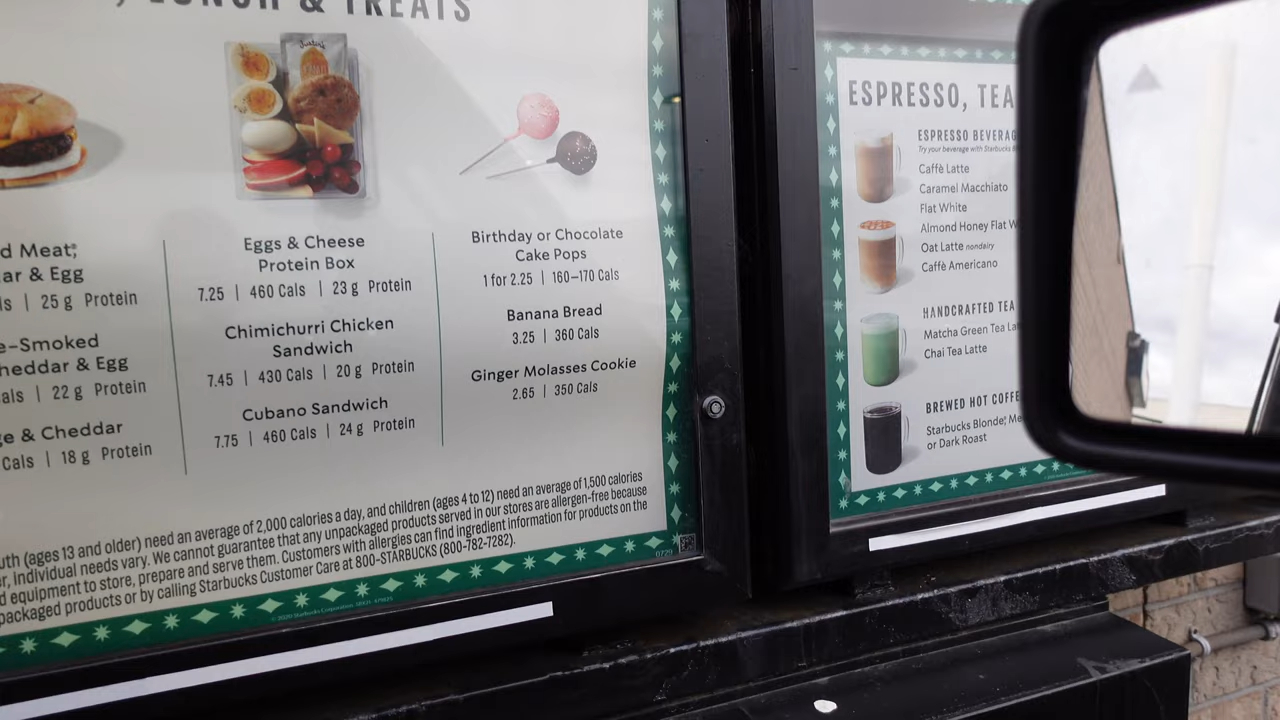 LUNCH & TREATS
Justin's
d Meat,
ar & Egg
ls | 25 g Protein
e-Smoked
heddar & Egg
als | 22 g Protein
ge & Cheddar
Cals | 18 g Protein
Eggs & Cheese
Protein Box
7.25 | 460 Cals | 23 g Protein
Chimichurri Chicken
Sandwich
7.45 | 430 Cals | 20 g Protein
Cubano Sandwich
7.75 | 460 Cals | 24 g Protein
Birthday or Chocolate
Cake Pops
1 for 2.25 | 160–170 Cals
Banana Bread
3.25 | 360 Cals
Ginger Molasses Cookie
2.65 | 350 Cals
uth (ages 13 and older) need an average of 2,000 calories a day, and children (ages 4 to 12) need an average of 1,500 calories
r, individual needs vary. We cannot guarantee that any unpackaged products served in our stores are allergen-free because
d equipment to store, prepare and serve them. Customers with allergies can find ingredient information for products on the
packaged products or by calling Starbucks Customer Care at 800-STARBUCKS (800-782-7282).
ESPRESSO, TEA
ESPRESSO BEVERAG
Try your beverage with Starbucks B
Caffè Latte
Caramel Macchiato
Flat White
Almond Honey Flat W
Oat Latte nondairy
Caffè Americano
HANDCRAFTED TEA
Matcha Green Tea La
Chai Tea Latte
BREWED HOT COFFE
Starbucks Blonde, Me
or Dark Roast